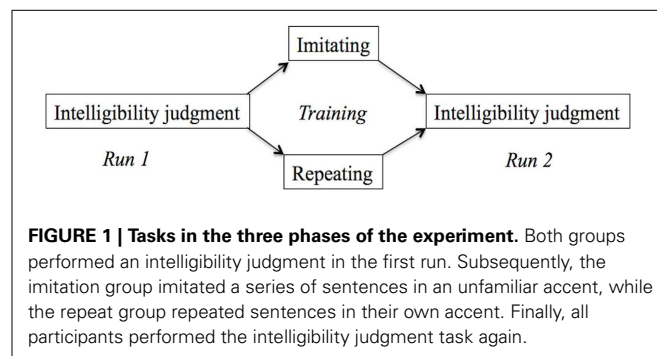 Imitating
Intelligibility judgment Training Intelligibility judgment
Run 1 Run 2
Repeating
FIGURE 1 | Tasks in the three phases of the experiment. Both groups
performed an intelligibility judgment in the first run. Subsequently, the
imitation group imitated a series of sentences in an unfamiliar accent, while
the repeat group repeated sentences in their own accent. Finally, all
participants performed the intelligibility judgment task again.